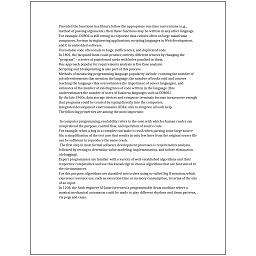 Provided the functions in a library follow the appropriate run-time conventions (e.g.,
method of passing arguments), then these functions may be written in any other language.
For example, COBOL is still strong in corporate data centers often on large mainframe
computers, Fortran in engineering applications, scripting languages in Web development,
and C in embedded software.
Normalize code often leads to bugs, inefficiency, and duplicated code.
In 1801, the Jacquard loom could produce entirely different weaves by changing the
"program" – a series of pasteboard cards with holes punched in them.
One approach popular for requirements analysis is Use Case analysis.
Scripting and breakpointing is also part of this process.
Methods of measuring programming language popularity include: counting the number of
job advertisements that mention the language, the number of books sold and courses
teaching the language (this overestimates the importance of newer languages), and
estimates of the number of existing lines of code written in the language (this
underestimates the number of users of business languages such as COBOL).
By the late 1960s, data storage devices and computer terminals became inexpensive enough
that programs could be created by typing directly into the computers.
Integrated development environments (IDEs) aim to integrate all such help.
The following properties are among the most important:
To compute programming readability refers to the ease with which a human reader can
comprehend the purpose, control flow, and operation of source code.
For example, when a bug in a compiler can make it crash when parsing some large source
file, a simplification of the test case that results in only few lines from the original source file
can be sufficient to reproduce the same crash.
The first step in most formal software development processes is requirements analysis,
followed by testing to determine value modeling, implementation, and failure elimination
(debugging).
Expert programmers are familiar with a variety of well-established algorithms and their
respective complexities and use this knowledge to choose algorithms that are best suited to
the circumstances.
For this purpose, algorithms are classified into orders using so-called Big O notation, which
expresses resource use, such as execution time or memory consumption, in terms of the size
of an input.
In 1206, the Arab engineer Al-Jazari invented a programmable drum machine where a
musical mechanical automaton could be made to play different rhythms and drum patterns,
via pegs and cams.